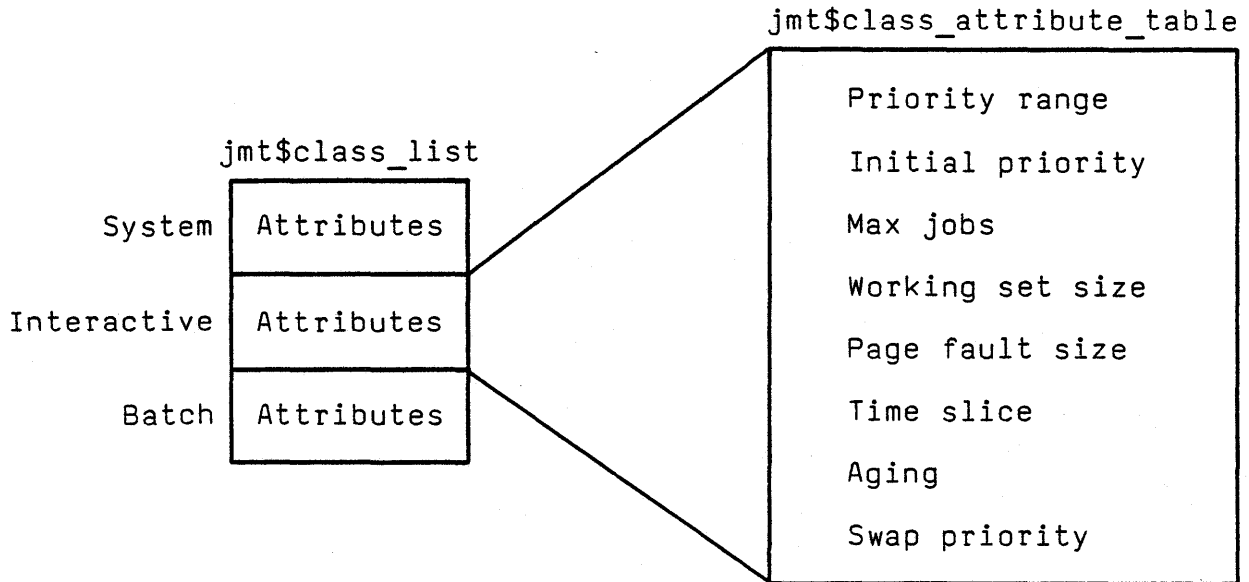 jmt$class_attribute_table
Priority range
Initial priority
Max jobs
Working set size
Page fault size
Time slice
Aging
Swap priority
jmt$class_list
System Attributes
Interactive Attributes
Batch Attributes